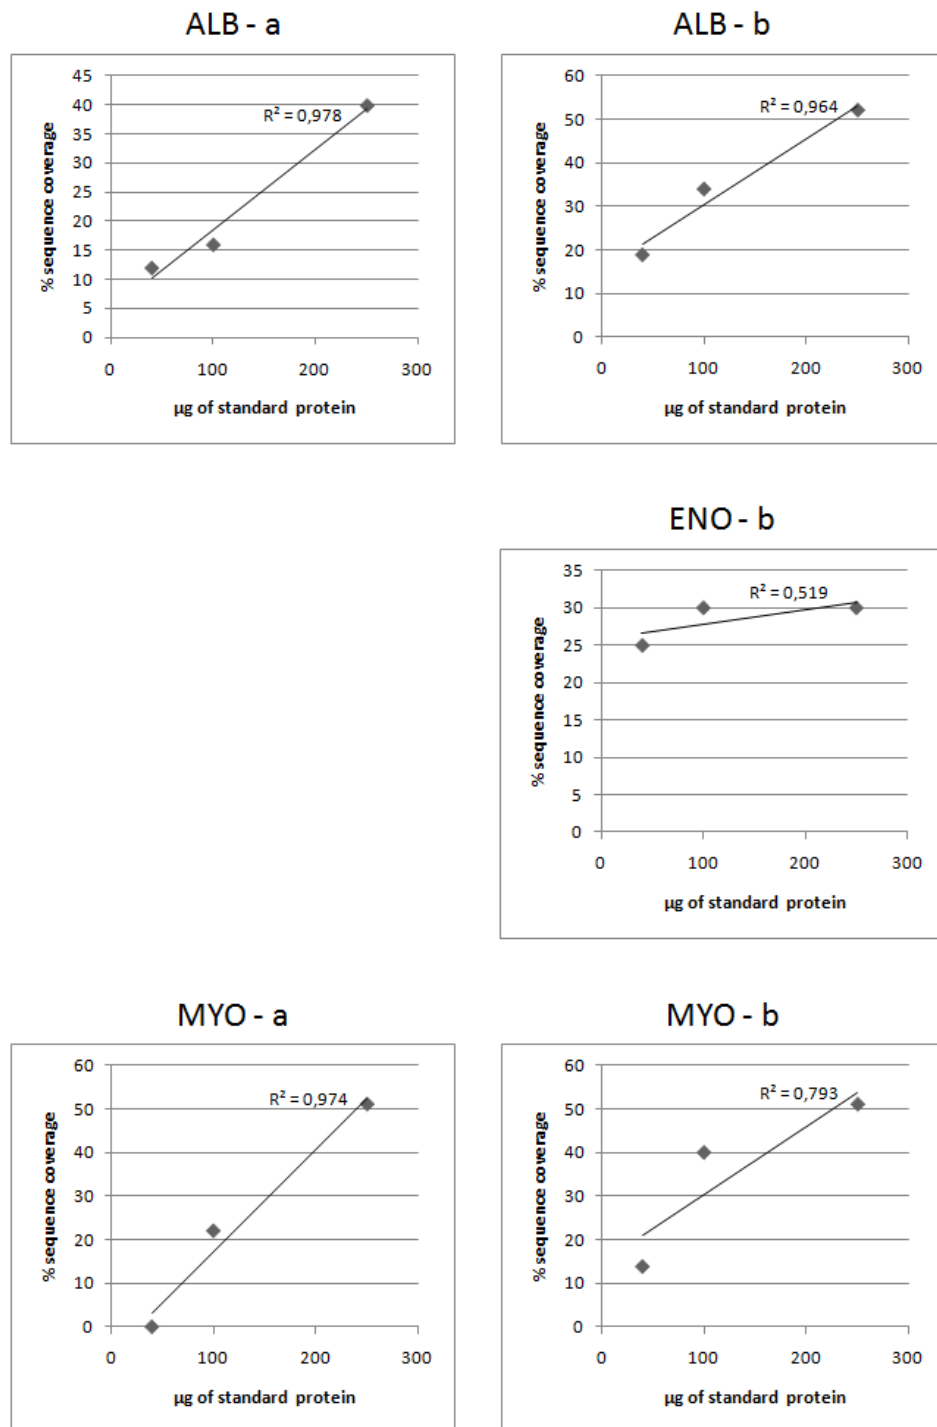 ALB - a
45
40
35
30
25
20
15
10
5
0
% sequence coverage
R² = 0,978
0 100 200 300
µg of standard protein
ALB - b
60
50
40
30
20
10
0
% sequence coverage
R² = 0,964
0 100 200 300
µg of standard protein
ENO - b
35
30
25
20
15
10
5
0
% sequence coverage
R² = 0,519
0 100 200 300
µg of standard protein
MYO - a
60
50
40
30
20
10
0
% sequence coverage
R² = 0,974
0 100 200 300
µg of standard protein
MYO - b
60
50
40
30
20
10
0
% sequence coverage
R² = 0,793
0 100 200 300
µg of standard protein